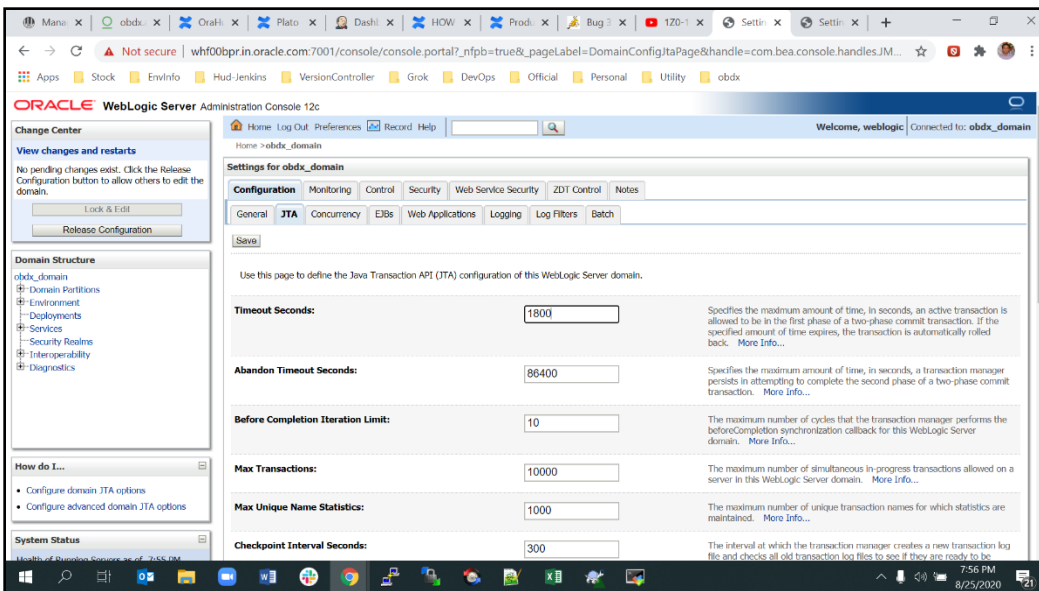 Mana
obdx.
OraH
Plato
Dashl
HOW
Produ
Bug 3
1Z0-1
Settin
Settin
Not secure | whf00bpr.in.oracle.com:7001/console/console.portal?_nfpb=true&_pageLabel=DomainConfigJtaPage&handle=com.bea.console.handles.JM...
Apps Stock EnvInfo Hud-Jenkins VersionController Grok DevOps Official Personal Utility obdx
ORACLE WebLogic Server Administration Console 12c
Change Center
View changes and restarts
No pending changes exist. Click the Release
Configuration button to allow others to edit the
domain.
Lock & Edit
Release Configuration
Domain Structure
obdx_domain
Domain Partitions
Environment
Deployments
Services
Security Realms
Interoperability
Diagnostics
How do I...
Configure domain JTA options
Configure advanced domain JTA options
System Status
Health of Running Servers as of 7:55 PM
Home Log Out Preferences Record Help
Welcome, weblogic Connected to: obdx_domain
Home >obdx_domain
Settings for obdx_domain
Configuration Monitoring Control Security Web Service Security ZDT Control Notes
General JTA Concurrency EJBs Web Applications Logging Log Filters Batch
Save
Use this page to define the Java Transaction API (JTA) configuration of this WebLogic Server domain.
Timeout Seconds:
1800
Specifies the maximum amount of time, in seconds, an active transaction is
allowed to be in the first phase of a two-phase commit transaction. If the
specified amount of time expires, the transaction is automatically rolled
back. More Info...
Abandon Timeout Seconds:
86400
Specifies the maximum amount of time, in seconds, a transaction manager
persists in attempting to complete the second phase of a two-phase commit
transaction. More Info...
Before Completion Iteration Limit:
10
The maximum number of cycles that the transaction manager performs the
beforeCompletion synchronization callback for this WebLogic Server
domain. More Info...
Max Transactions:
10000
The maximum number of simultaneous in-progress transactions allowed on a
server in this WebLogic Server domain. More Info...
Max Unique Name Statistics:
1000
The maximum number of unique transaction names for which statistics are
maintained. More Info...
Checkpoint Interval Seconds:
300
The interval at which the transaction manager creates a new transaction log
file and checks all old transaction log files to see if they are ready to be
7:56 PM
8/25/2020
21